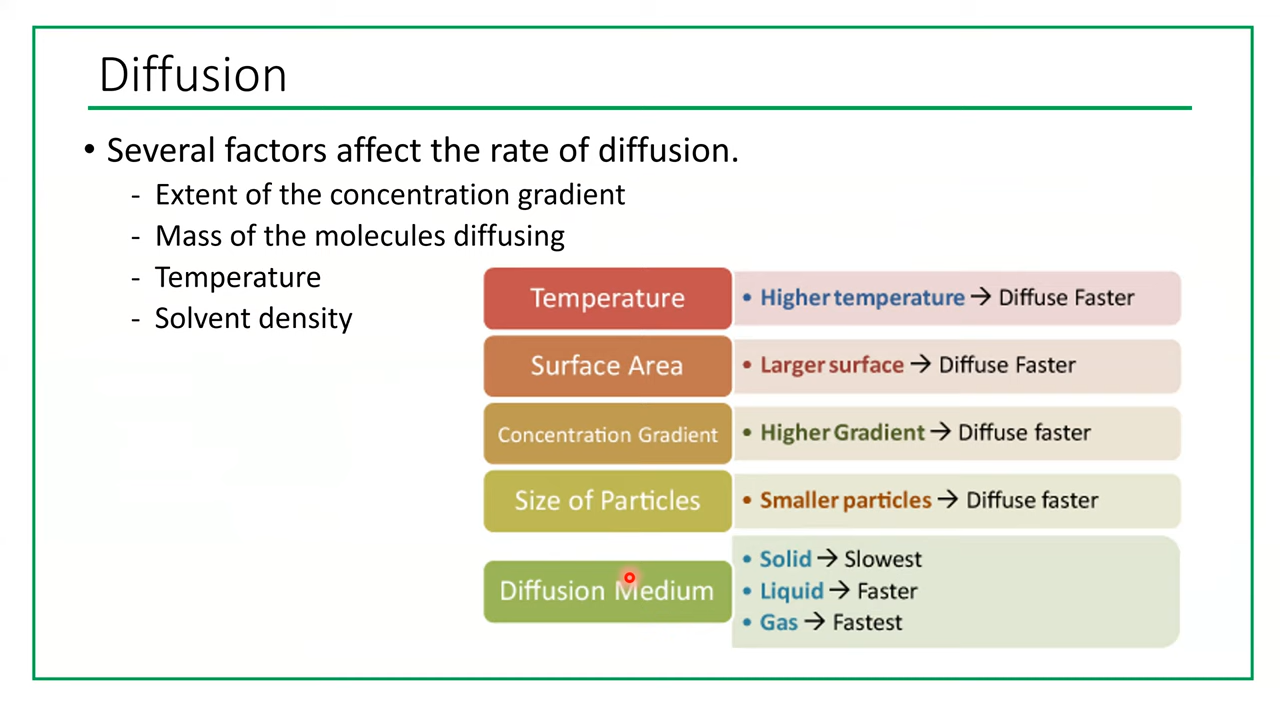 Diffusion
• Several factors affect the rate of diffusion.
- Extent of the concentration gradient
- Mass of the molecules diffusing
- Temperature
- Solvent density
Temperature
• Higher temperature → Diffuse Faster
Surface Area
• Larger surface → Diffuse Faster
Concentration Gradient
• Higher Gradient → Diffuse faster
Size of Particles
• Smaller particles → Diffuse faster
Diffusion Medium
• Solid → Slowest
• Liquid → Faster
• Gas → Fastest